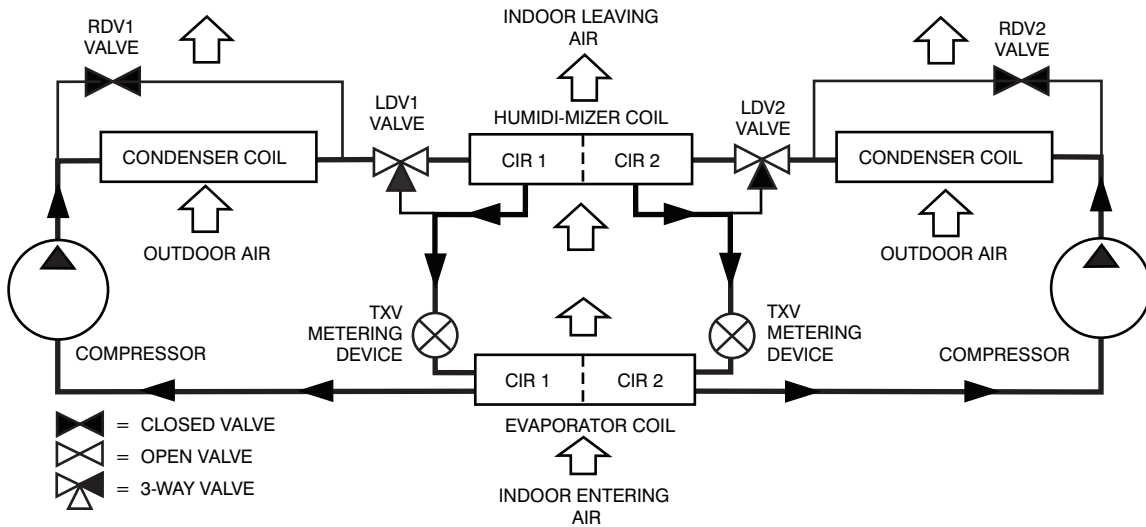 RDV1
VALVE
INDOOR LEAVING
AIR
RDV2
VALVE
LDV1
VALVE
HUMIDI-MIZER COIL
LDV2
VALVE
CONDENSER COIL
CIR 1
CIR 2
CONDENSER COIL
OUTDOOR AIR
OUTDOOR AIR
TXV
METERING
DEVICE
TXV
METERING
DEVICE
COMPRESSOR
COMPRESSOR
CIR 1
CIR 2
EVAPORATOR COIL
= CLOSED VALVE
= OPEN VALVE
= 3-WAY VALVE
INDOOR ENTERING
AIR